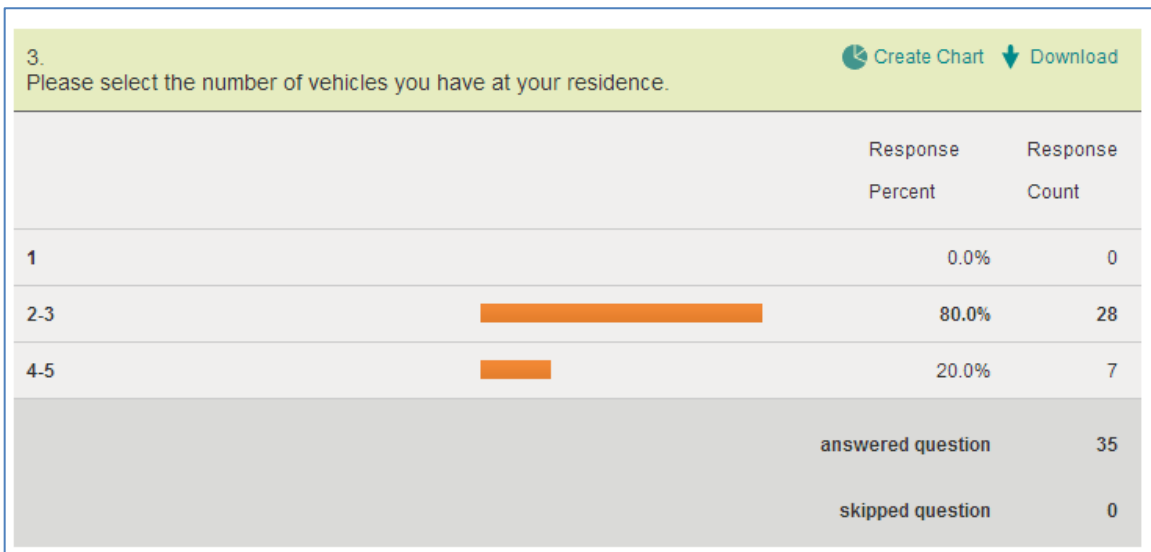 3. Create Chart Download
Please select the number of vehicles you have at your residence.
Response Response
Percent Count
1 0.0% 0
2-3 80.0% 28
4-5 20.0% 7
answered question 35
skipped question 0